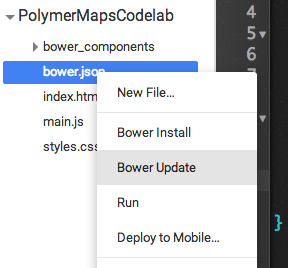 PolymerMapsCodelab
bower_components
bower.json
index.htm
main.js
styles.css
New File...
Bower Install
Bower Update
Run
Deploy to Mobile...
4
5
6
7
}